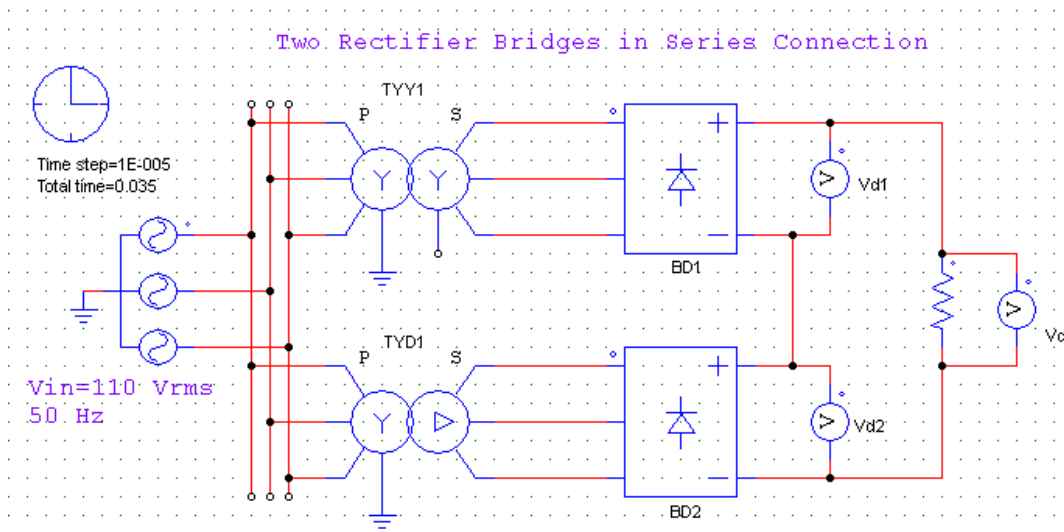 Two Rectifier Bridges in Series Connection
TYY1
P
S
Time step=1E-005
Total time=0.035
Y
Y
+
−
V
Vd1
BD1
V
TYD1
P
S
Vin=110 Vrms
50 Hz
Y
+
−
V
Vd2
BD2